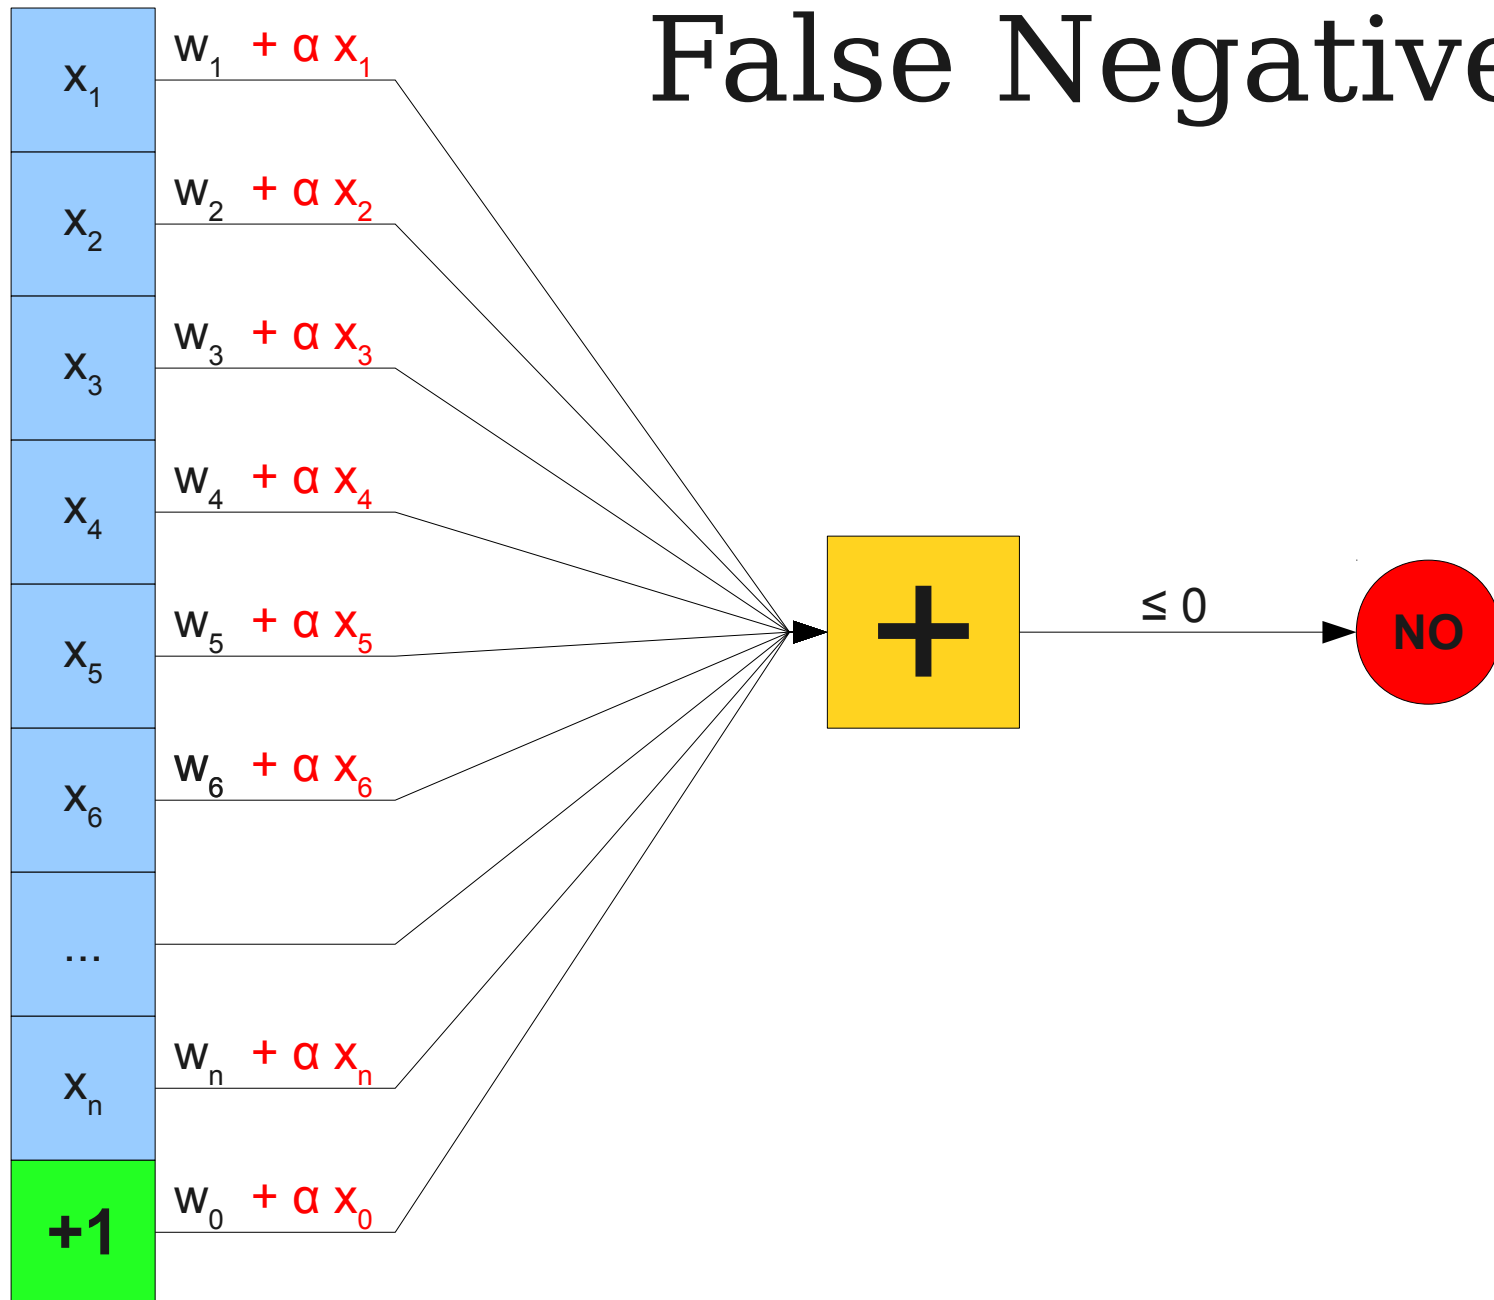 False Negative
x₁
w₁ + α x₁
x₂
w₂ + α x₂
x₃
w₃ + α x₃
x₄
w₄ + α x₄
x₅
w₅ + α x₅
x₆
w₆ + α x₆
...
xₙ
wₙ + α xₙ
+1
w₀ + α x₀
+
≤ 0
NO